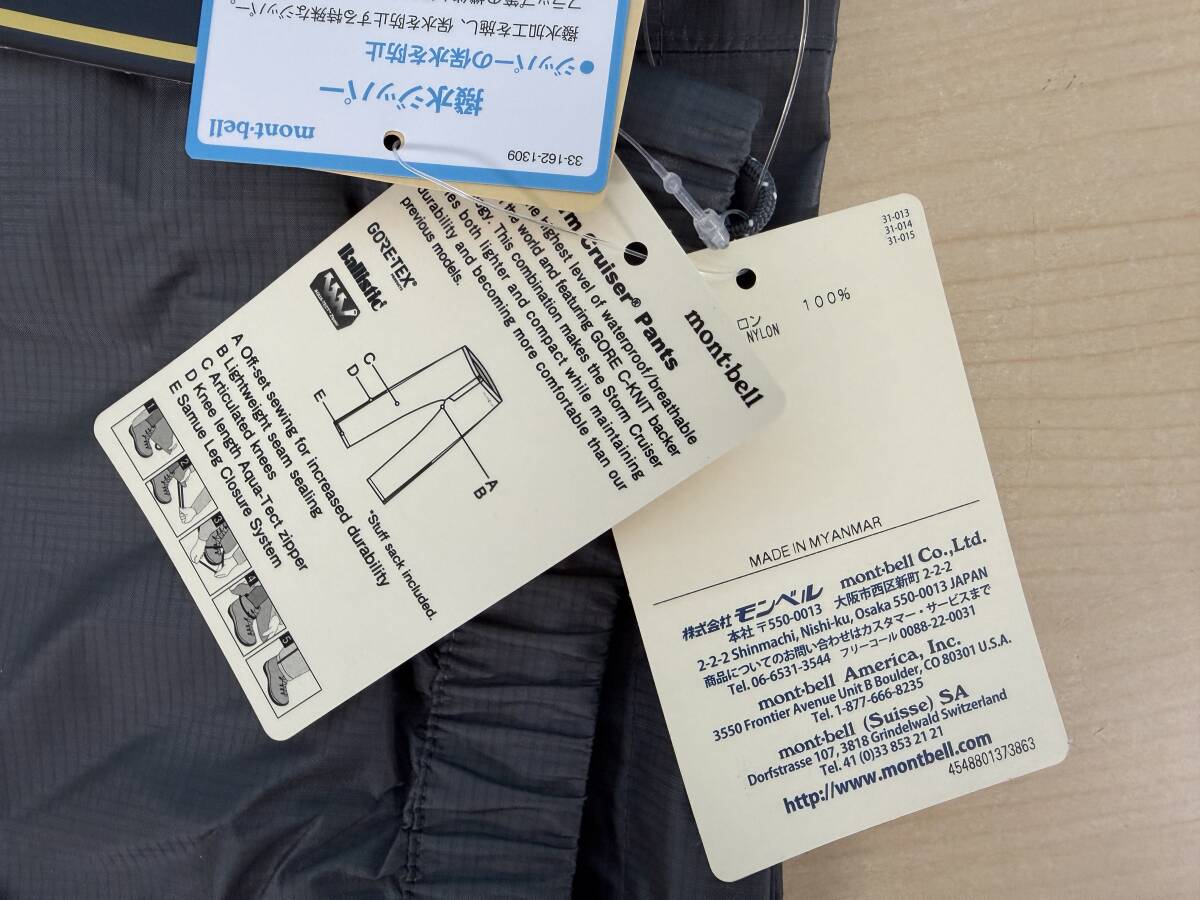 33-162-1309
mont-bell
撥水ジッパー
●ジッパーの保水を防止
撥水加工を施し、保水を防止する特殊なジッパー。
mont-bell
Cruiser® Pants
highest level of waterproof/breathable
the world and featuring GORE C-KNIT backer
This combination makes the Storm Cruiser
both lighter and compact while maintaining
durability and becoming more comfortable than our
previous models.
GORE-TEX®
Ballistic
A
B
C
D
E
*Stuff sack included.
A Off-set sewing for increased durability
B Lightweight seam sealing
C Articulated knees
D Knee length Aqua-Tect zipper
E Samue Leg Closure System
1
2
3
4
5
31-013
31-014
31-015
ロン 100%
NYLON
MADE IN MYANMAR
株式会社 モンベル mont-bell Co.,Ltd.
本社 〒550-0013 大阪市西区新町 2-2-2
2-2-2 Shinmachi, Nishi-ku, Osaka 550-0013 JAPAN
商品についてのお問い合わせはカスタマー・サービスまで
Tel. 06-6531-3544 フリーコール 0088-22-0031
mont-bell America, Inc.
3550 Frontier Avenue Unit B Boulder, CO 80301 U.S.A.
Tel. 1-877-666-8235
mont-bell (Suisse) SA
Dorfstrasse 107, 3818 Grindelwald Switzerland
Tel. 41 (0)33 853 21 21
http://www.montbell.com
4548801373863